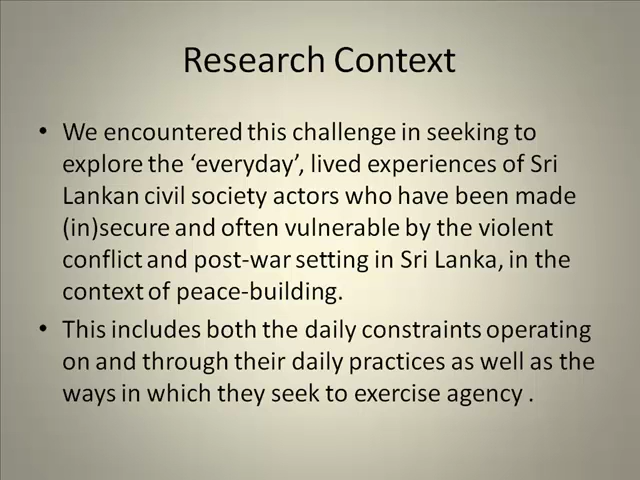 Research Context
• We encountered this challenge in seeking to
explore the ‘everyday’, lived experiences of Sri
Lankan civil society actors who have been made
(in)secure and often vulnerable by the violent
conflict and post-war setting in Sri Lanka, in the
context of peace-building.
• This includes both the daily constraints operating
on and through their daily practices as well as the
ways in which they seek to exercise agency .